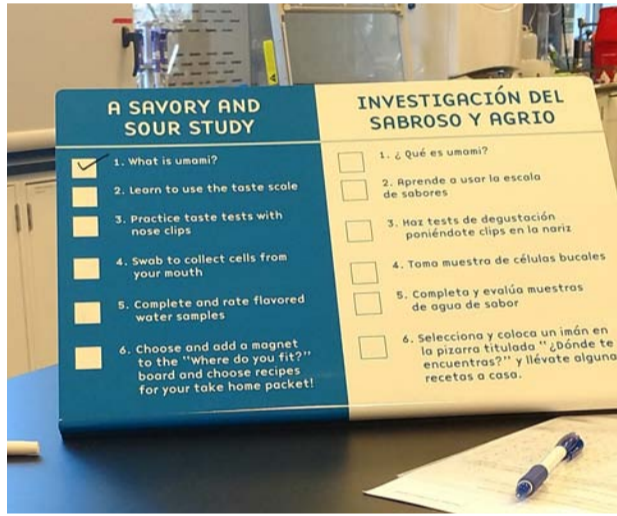 A SAVORY AND
SOUR STUDY
1. What is umami?
2. Learn to use the taste scale
3. Practice taste tests with
nose clips
4. Swab to collect cells from
your mouth
5. Complete and rate flavored
water samples
6. Choose and add a magnet
to the "Where do you fit?"
board and choose recipes
for your take home packet!
INVESTIGACIÓN DEL
SABROSO Y AGRIO
1. ¿ Qué es umami?
2. Aprende a usar la escala
de sabores
3. Haz tests de degustación
poniéndote clips en la nariz
4. Toma muestra de células bucales
5. Completa y evalúa muestras
de agua de sabor
6. Selecciona y coloca un imán en
la pizarra titulada "¿Dónde te
encuentras?" y llévate alguna
recetas a casa.